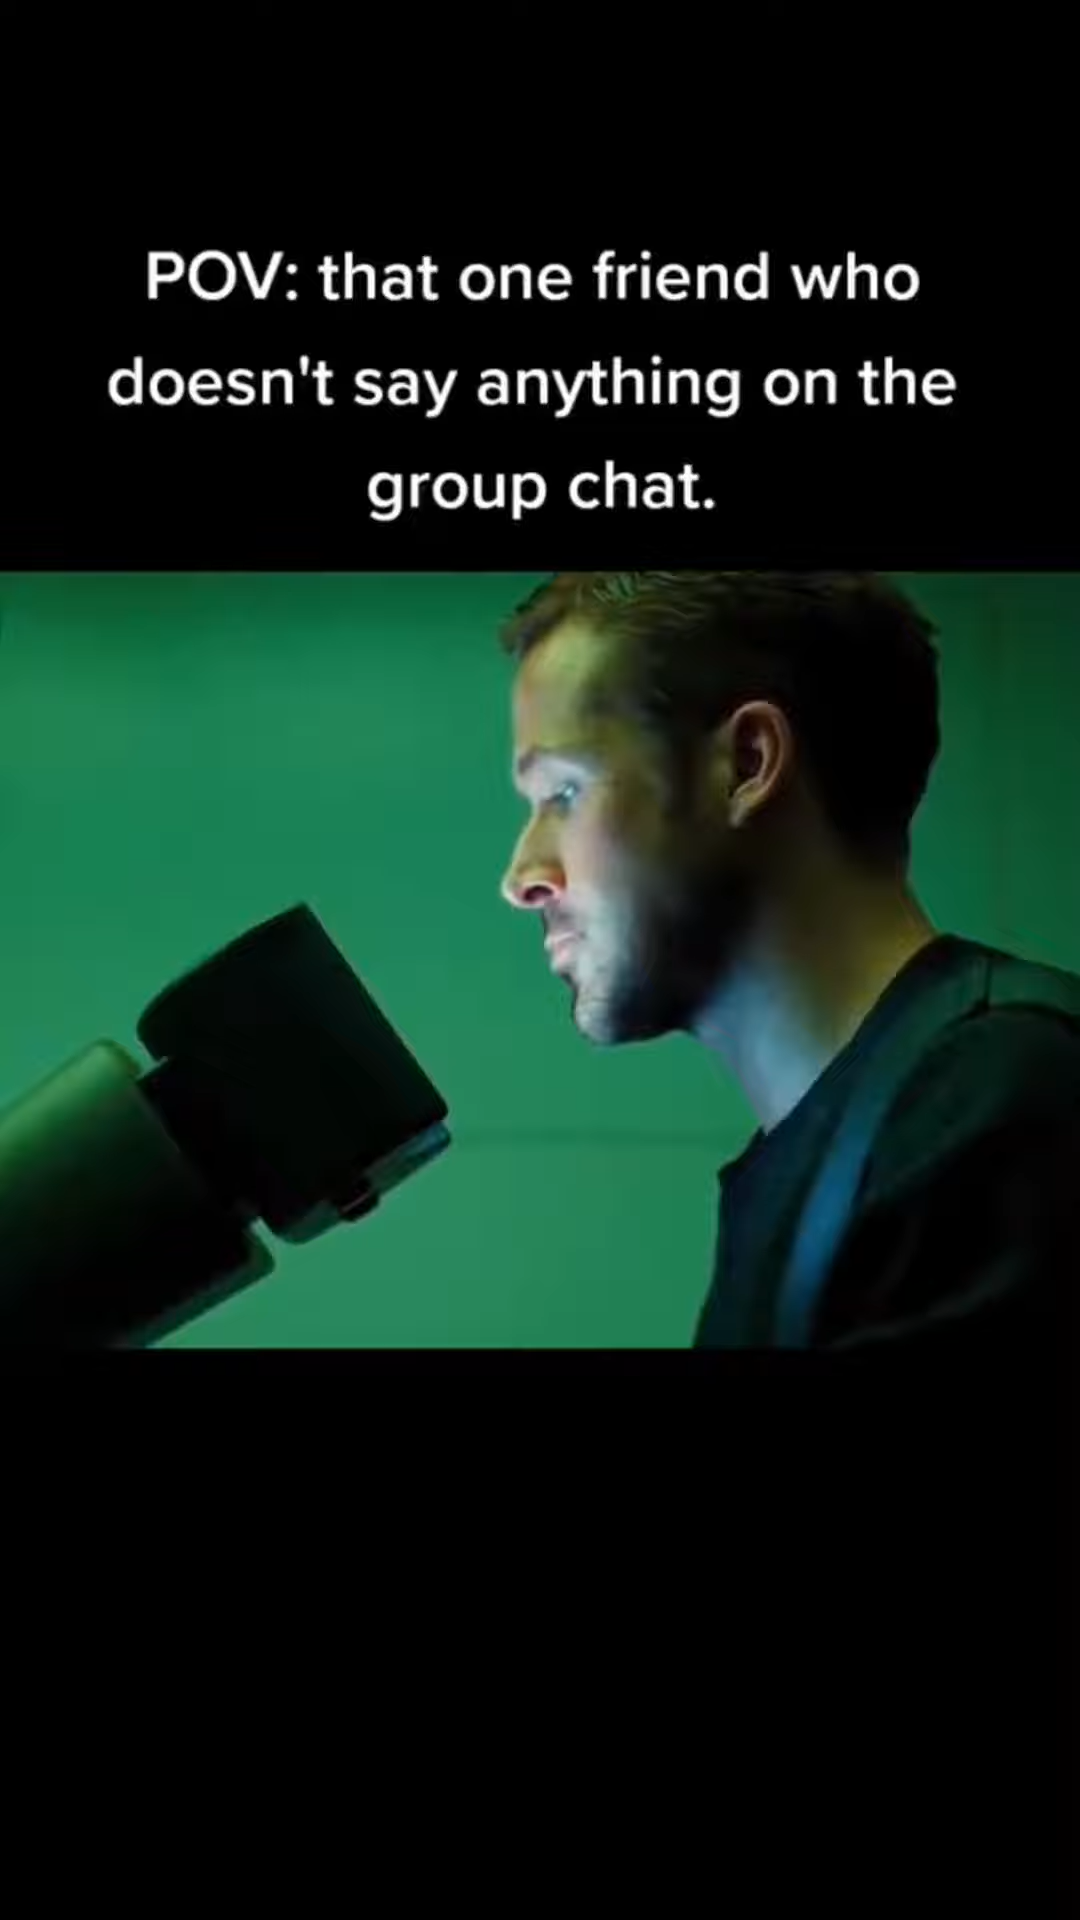 POV: that one friend who
doesn't say anything on the
group chat.